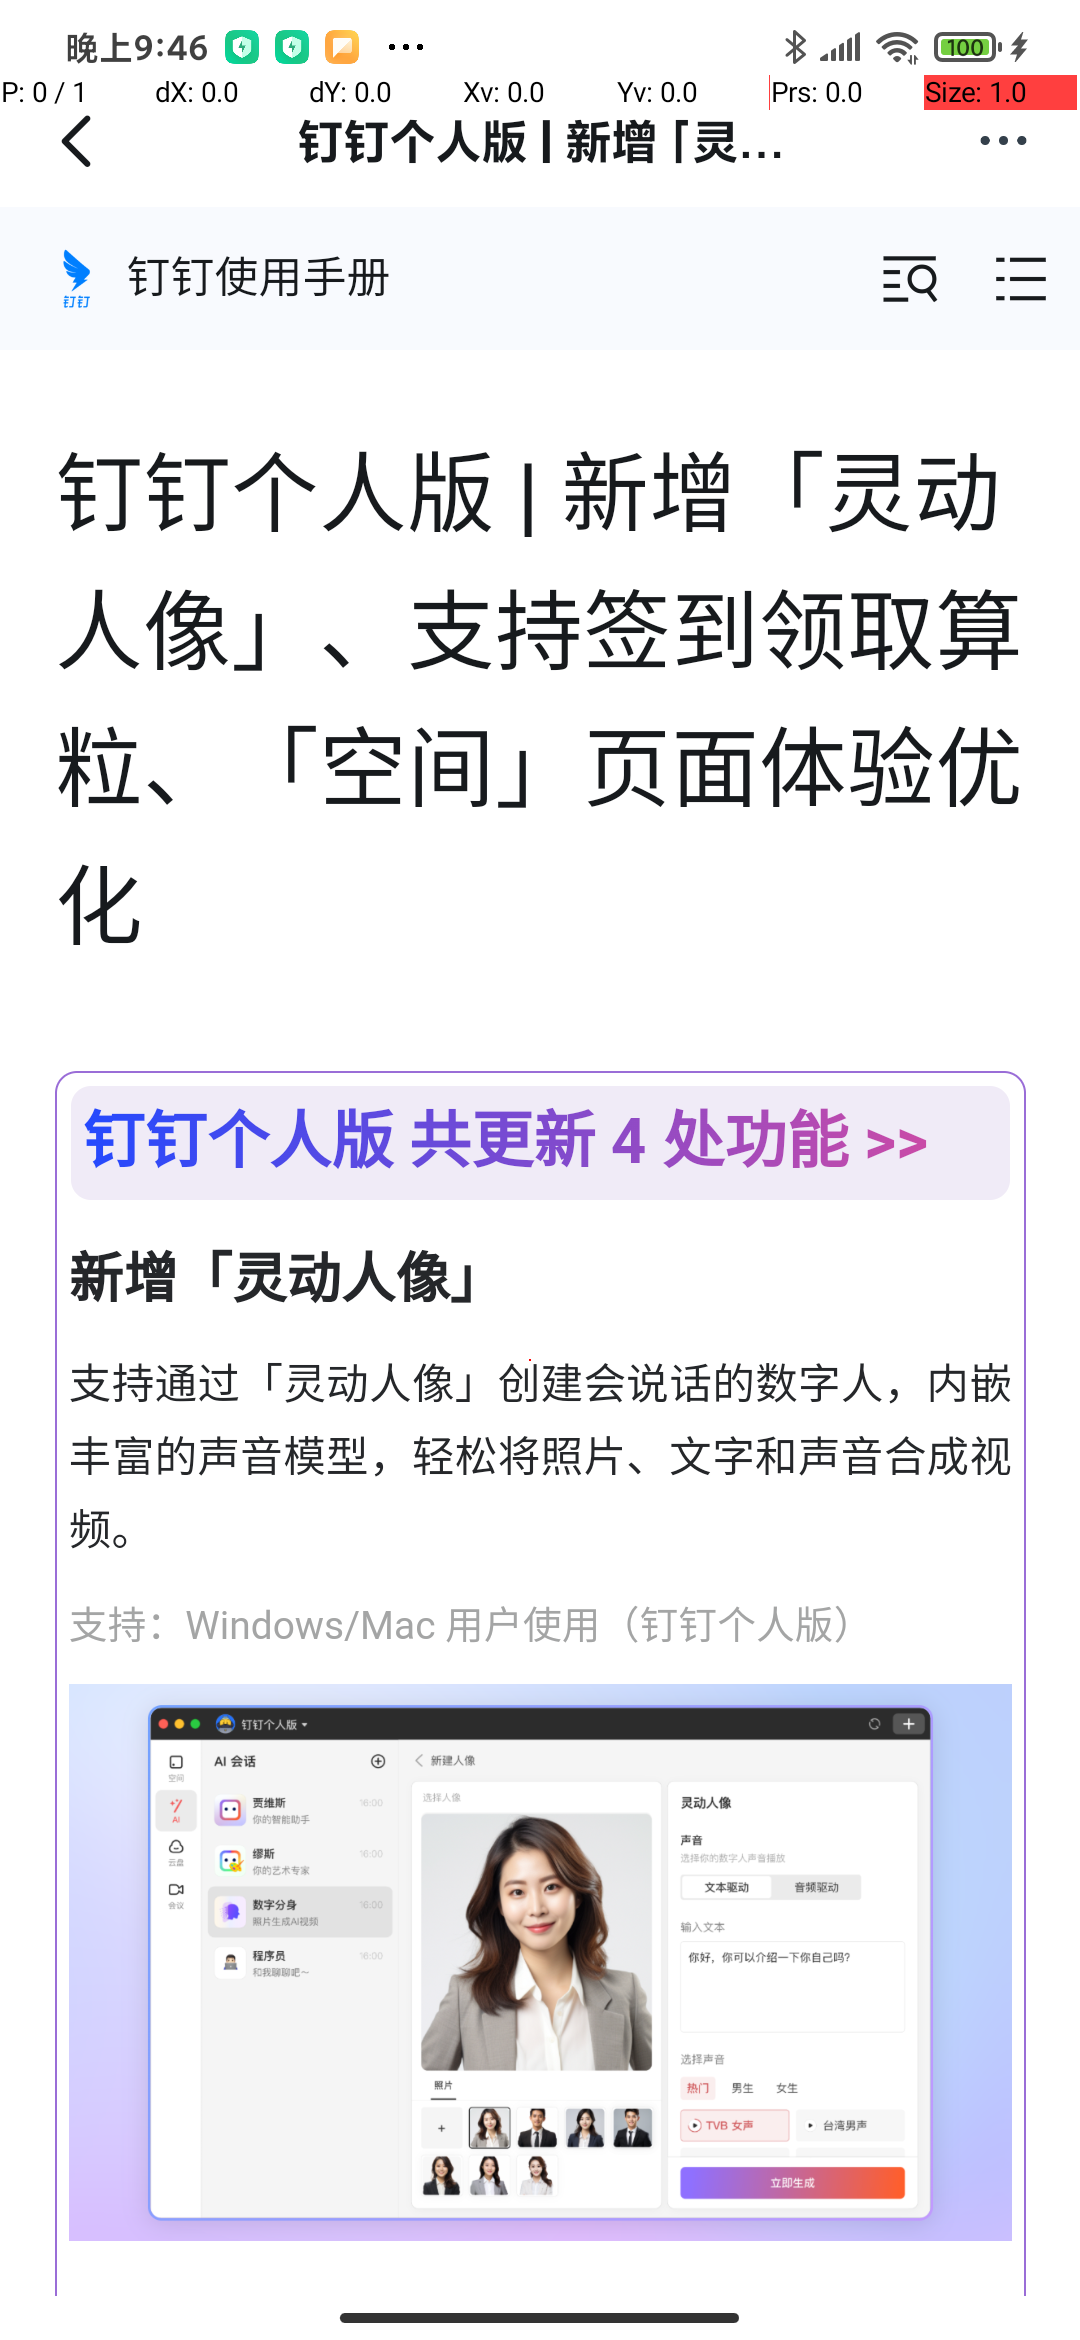 晚上9:46
100
P: 0 / 1 dX: 0.0 dY: 0.0 Xv: 0.0 Yv: 0.0 Prs: 0.0 Size: 1.0
钉钉个人版 | 新增「灵...
钉钉
钉钉使用手册
钉钉个人版 | 新增「灵动
人像」、支持签到领取算
粒、「空间」页面体验优
化
钉钉个人版 共更新 4 处功能 >>
新增「灵动人像」
支持通过「灵动人像」创建会说话的数字人，内嵌
丰富的声音模型，轻松将照片、文字和声音合成视
频。
支持：Windows/Mac 用户使用（钉钉个人版）
钉钉个人版
空间
AI
云盘
会议
AI 会话
贾维斯 16:00
你的智能助手
缪斯 16:00
你的艺术专家
数字分身 16:00
照片生成AI视频
程序员 16:00
和我聊聊吧～
新建人像
选择人像
照片
灵动人像
声音
选择你的数字人声音播放
文本驱动 音频驱动
输入文本
你好，你可以介绍一下你自己吗?
选择声音
热门 男生 女生
TVB 女声 台湾男声
立即生成